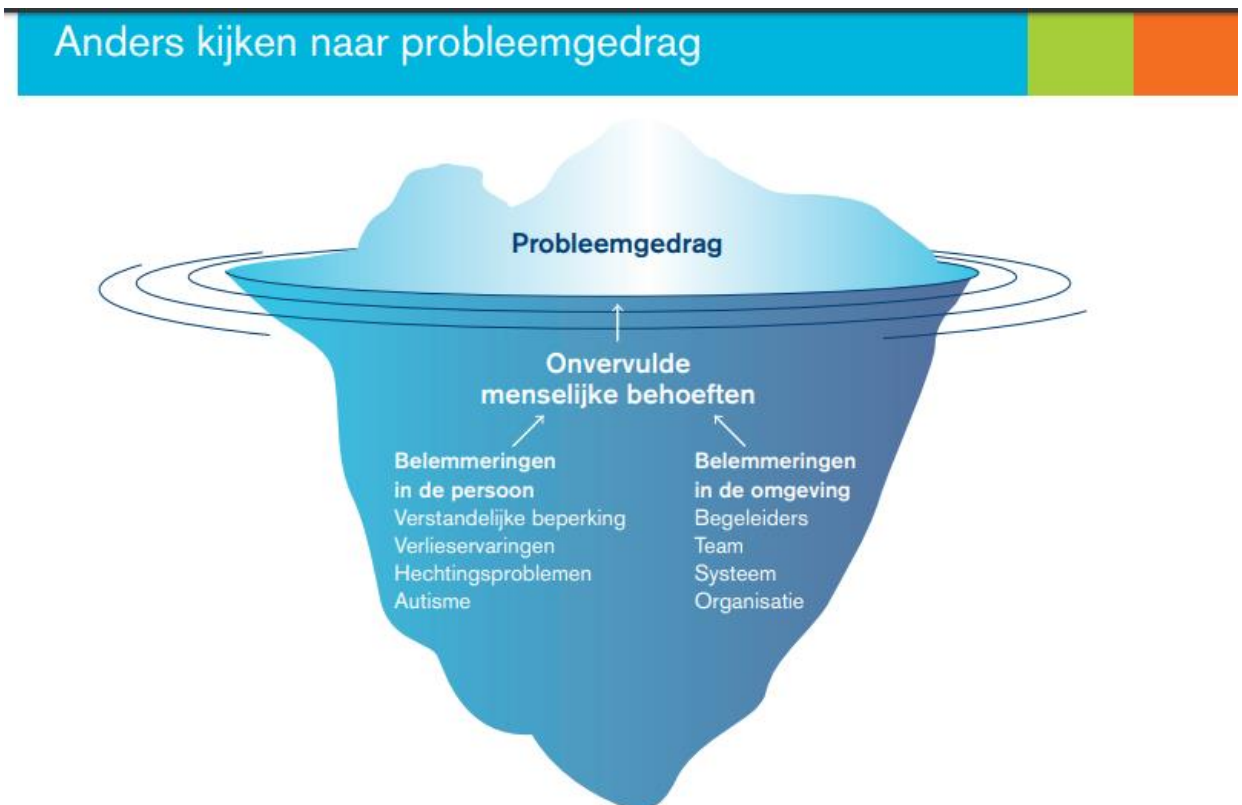 Anders kijken naar probleemgedrag
Probleemgedrag
Onvervulde
menselijke behoeften
Belemmeringen
in de persoon
Verstandelijke beperking
Verlieservaringen
Hechtingsproblemen
Autisme
Belemmeringen
in de omgeving
Begeleiders
Team
Systeem
Organisatie